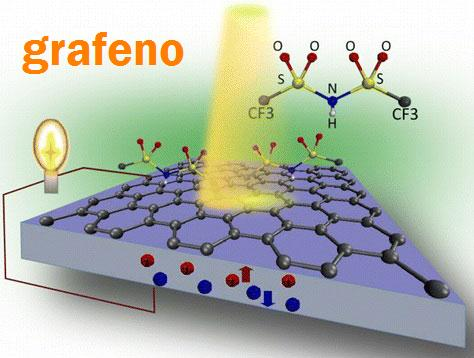 grafeno
O O O O
S N S
CF3 H CF3